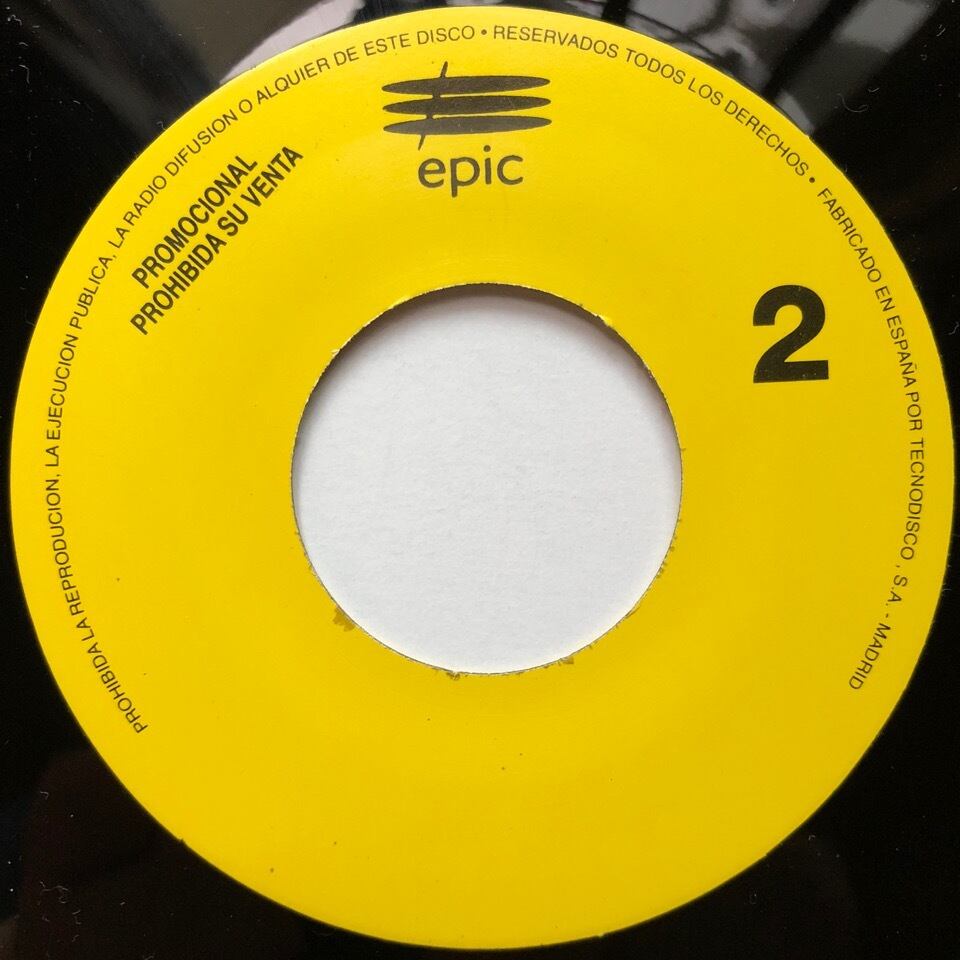 epic
PROMOCIONAL
PROHIBIDA SU VENTA
2
PROHIBIDA LA REPRODUCION, LA EJECUCION PUBLICA, LA RADIO DIFUSION O ALQUIER DE ESTE DISCO • RESERVADOS TODOS LOS DERECHOS • FABRICADO EN ESPAÑA POR TECNODISCO, S.A. - MADRID